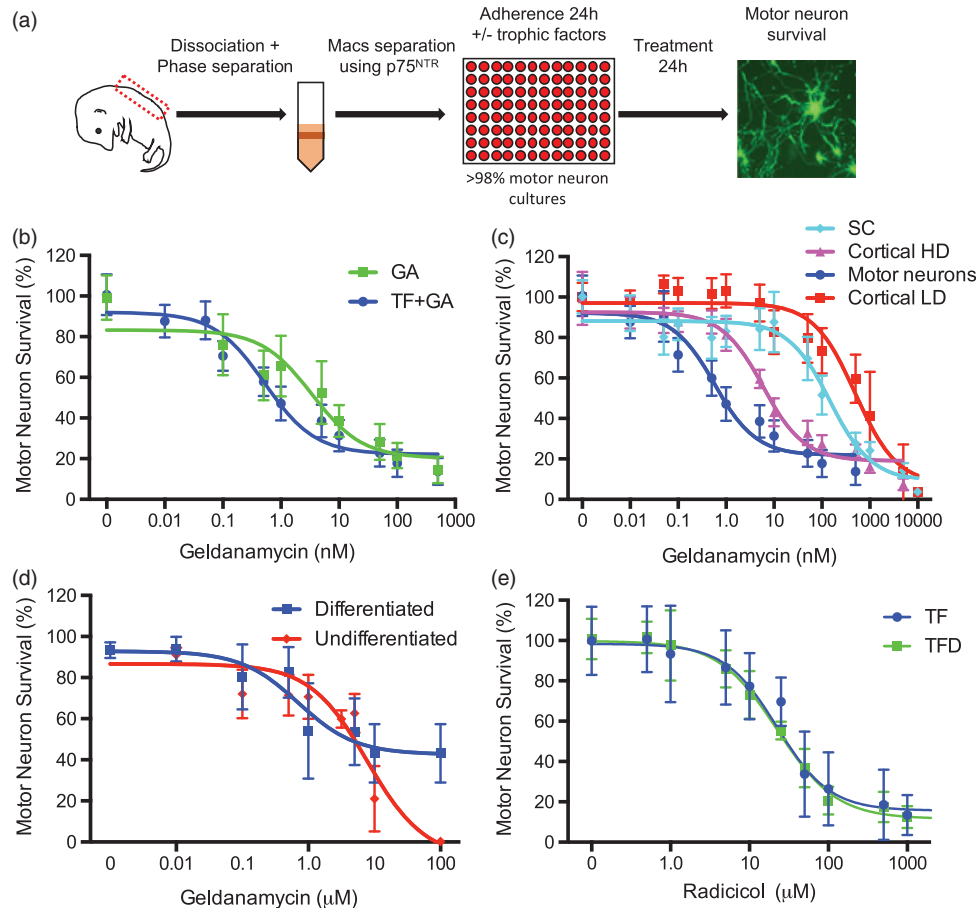 (a)
Dissociation +
Phase separation
Macs separation
using p75NTR
Adherence 24h
+/- trophic factors
>98% motor neuron
cultures
Treatment
24h
Motor neuron
survival
(b)
Motor Neuron Survival (%)
120
100
80
60
40
20
0
GA
TF+GA
0 0.01 0.1 1.0 10 100 1000
Geldanamycin (nM)
(c)
Motor Neuron Survival (%)
120
100
80
60
40
20
0
SC
Cortical HD
Motor neurons
Cortical LD
0 0.01 0.1 1.0 10 100 1000 10000
Geldanamycin (nM)
(d)
Motor Neuron Survival (%)
120
100
80
60
40
20
0
Differentiated
Undifferentiated
0 0.01 0.1 1.0 10 100
Geldanamycin (μM)
(e)
Motor Neuron Survival (%)
120
100
80
60
40
20
0
TF
TFD
0 1.0 10 100 1000
Radicicol (μM)